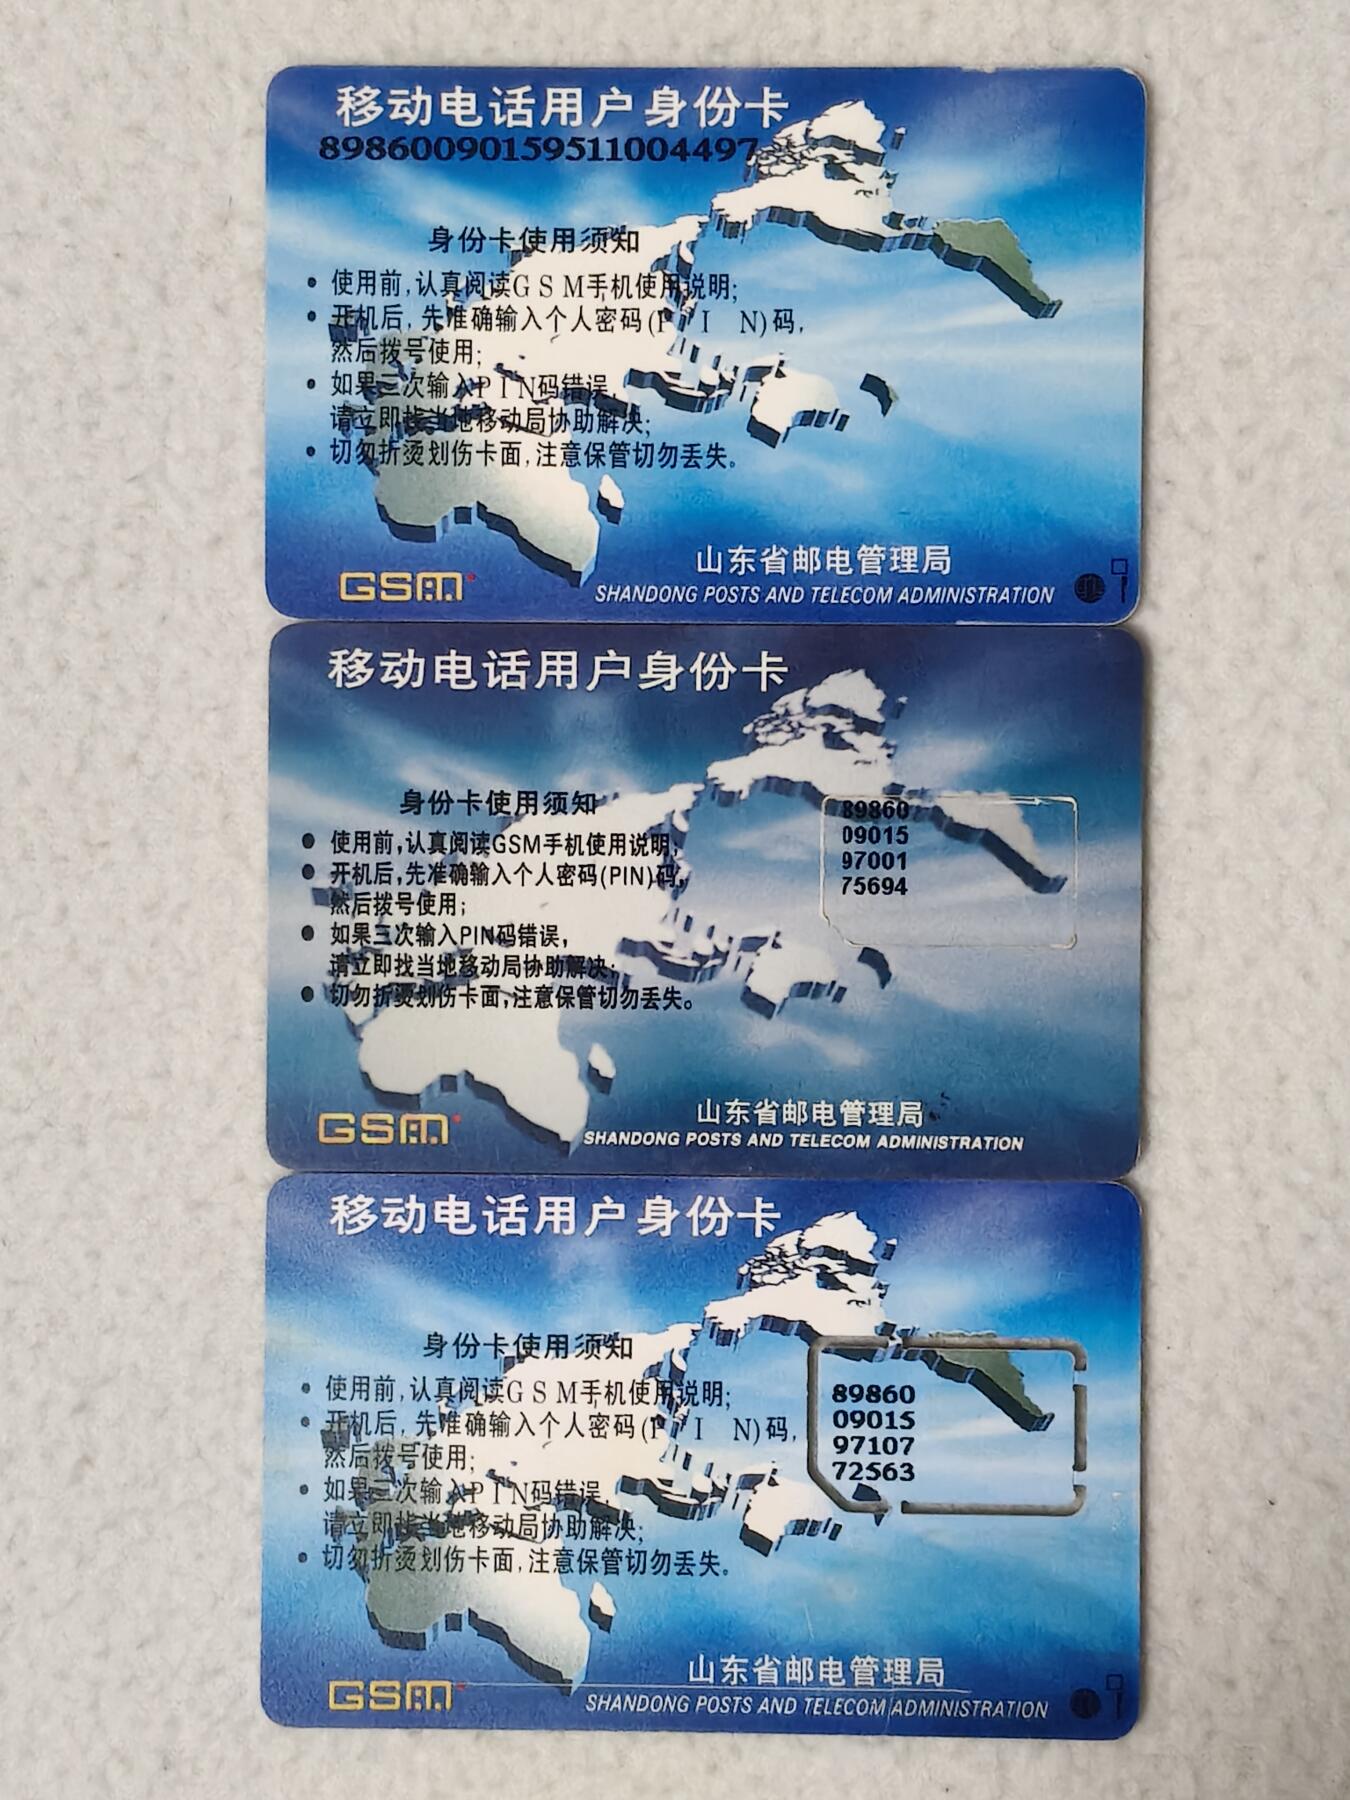 移动电话用户身份卡
89860090159511004497
身份卡使用须知
• 使用前,认真阅读GSM手机使用说明;
• 开机后,先准确输入个人密码(PIN)码,
然后拨号使用;
• 如果三次输入PIN码错误,
请立即找当地移动局协助解决;
• 切勿折烫划伤卡面,注意保管切勿丢失。
山东省邮电管理局
GSM
SHANDONG POSTS AND TELECOM ADMINISTRATION
移动电话用户身份卡
身份卡使用须知
89860
09015
97001
75694
● 使用前,认真阅读GSM手机使用说明;
● 开机后,先准确输入个人密码(PIN)码,
然后拨号使用;
● 如果三次输入PIN码错误,
请立即找当地移动局协助解决;
● 切勿折烫划伤卡面,注意保管切勿丢失。
山东省邮电管理局
GSM
SHANDONG POSTS AND TELECOM ADMINISTRATION
移动电话用户身份卡
身份卡使用须知
89860
09015
97107
72563
• 使用前,认真阅读GSM手机使用说明;
• 开机后,先准确输入个人密码(PIN)码,
然后拨号使用;
• 如果三次输入PIN码错误,
请立即找当地移动局协助解决;
• 切勿折烫划伤卡面,注意保管切勿丢失。
山东省邮电管理局
GSM
SHANDONG POSTS AND TELECOM ADMINISTRATION